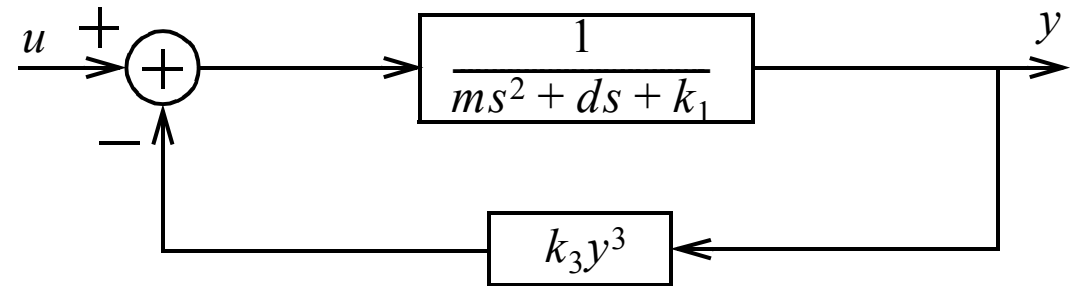 u + y
+
1
ms² + ds + k₁
−
k₃y³